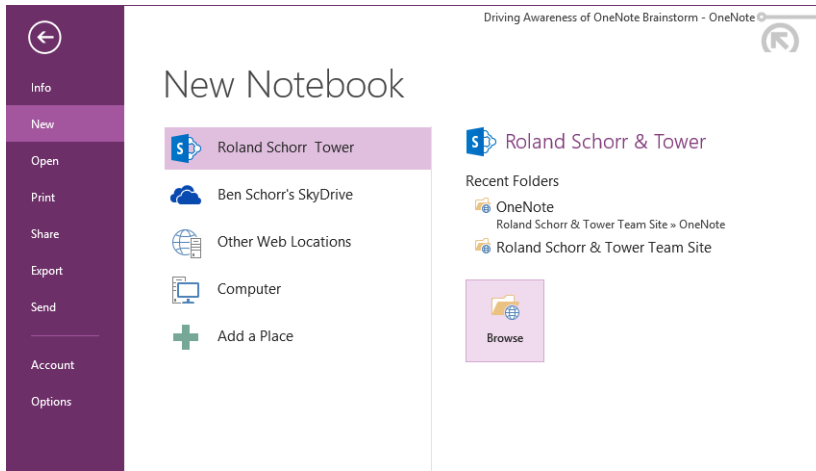 Driving Awareness of OneNote Brainstorm - OneNote
Info
New
Open
Print
Share
Export
Send
Account
Options
New Notebook
S
Roland Schorr Tower
Ben Schorr's SkyDrive
Other Web Locations
Computer
Add a Place
S
Roland Schorr & Tower
Recent Folders
OneNote
Roland Schorr & Tower Team Site » OneNote
Roland Schorr & Tower Team Site
Browse